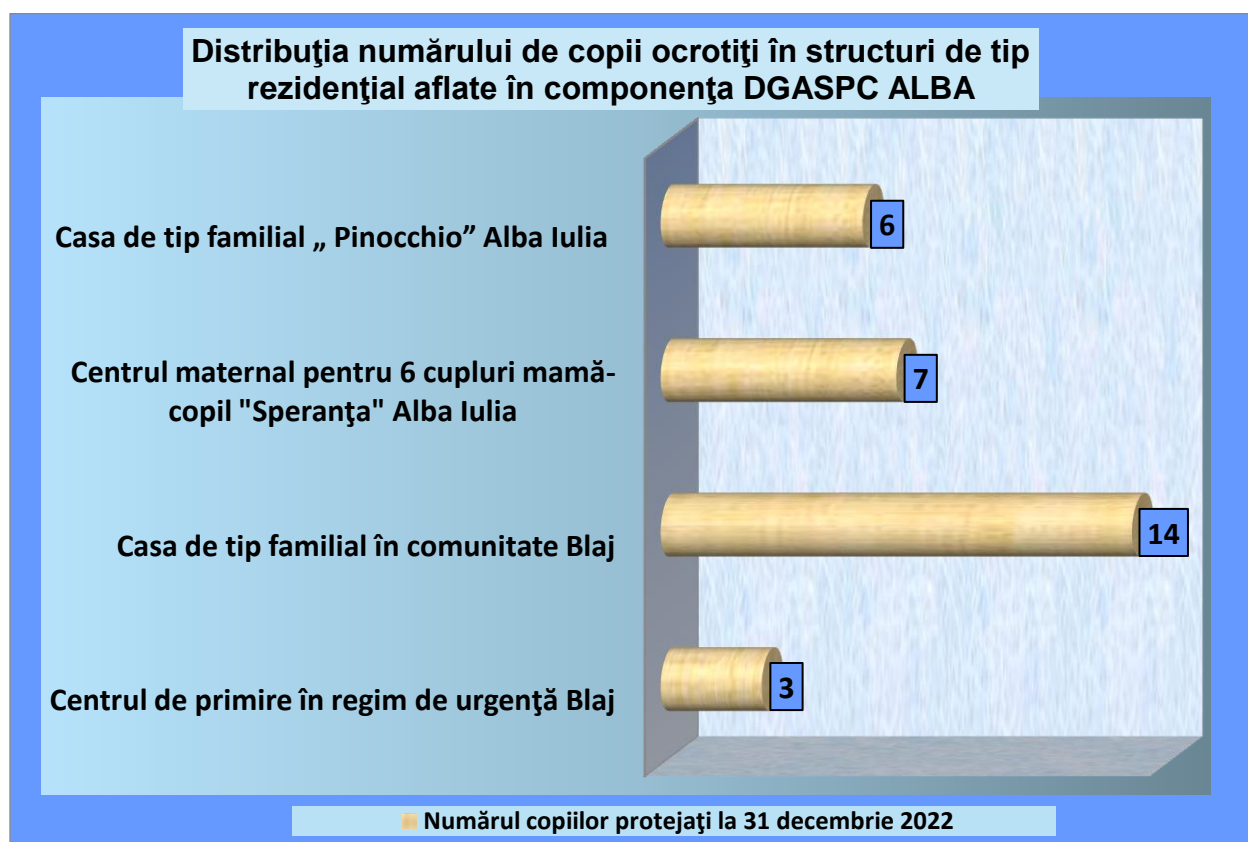 Distribuţia numărului de copii ocrotiţi în structuri de tip
rezidenţial aflate în componenţa DGASPC ALBA
Casa de tip familial „ Pinocchio” Alba Iulia
6
Centrul maternal pentru 6 cupluri mamă-
copil "Speranţa" Alba Iulia
7
Casa de tip familial în comunitate Blaj
14
Centrul de primire în regim de urgenţă Blaj
3
Numărul copiilor protejaţi la 31 decembrie 2022